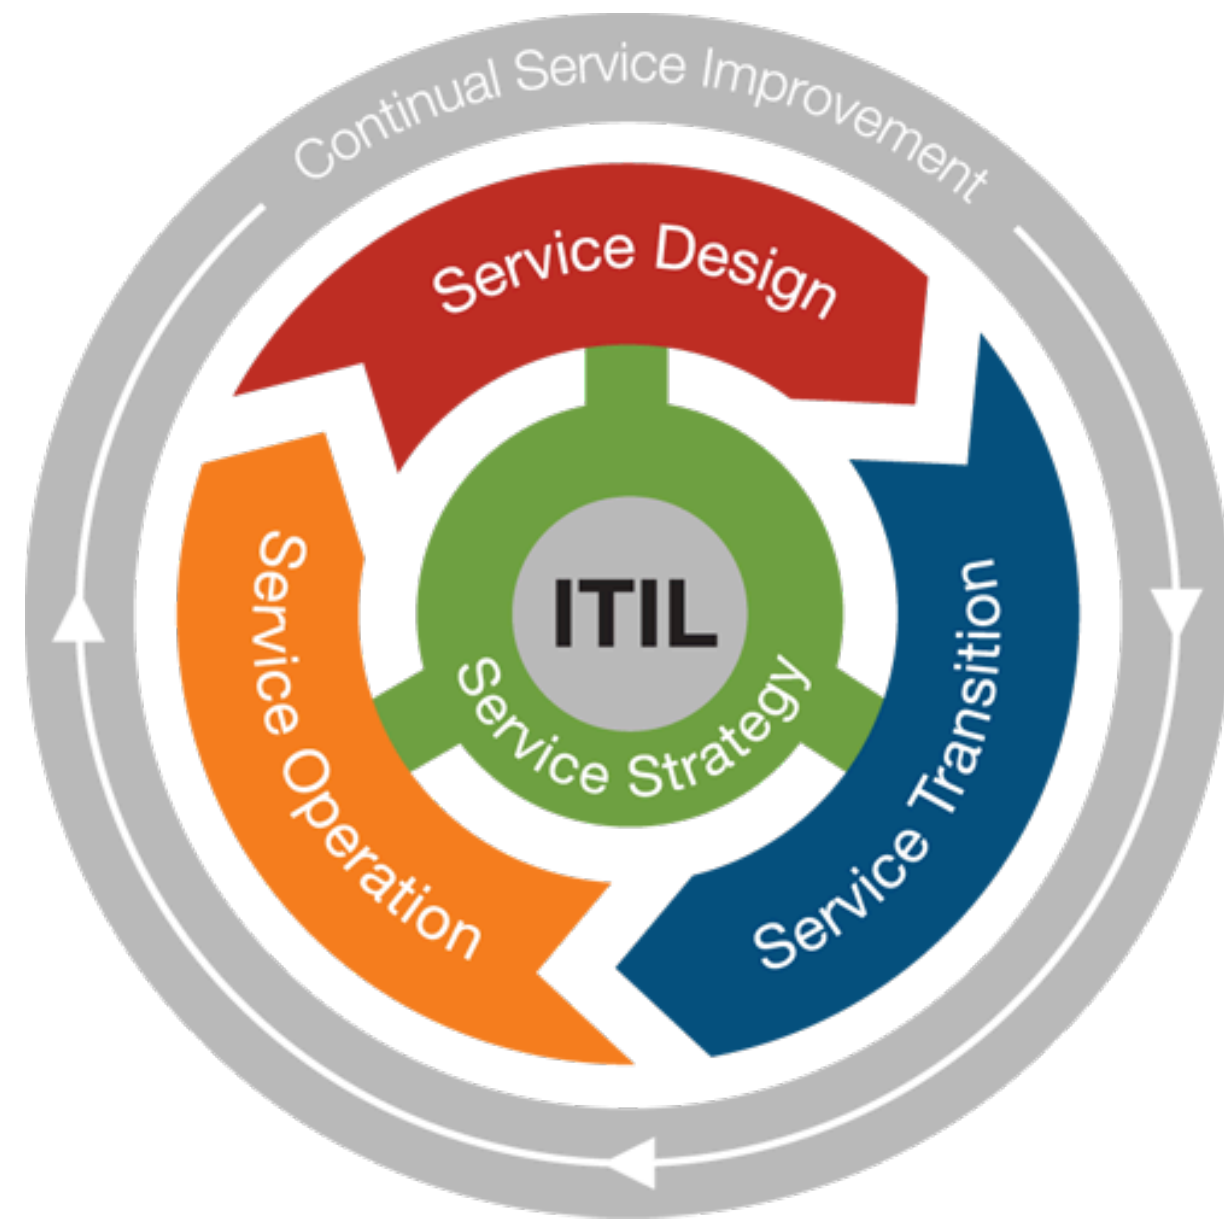 Continual Service Improvement
Service Design
Service Transition
Service Operation
Service Strategy
ITIL